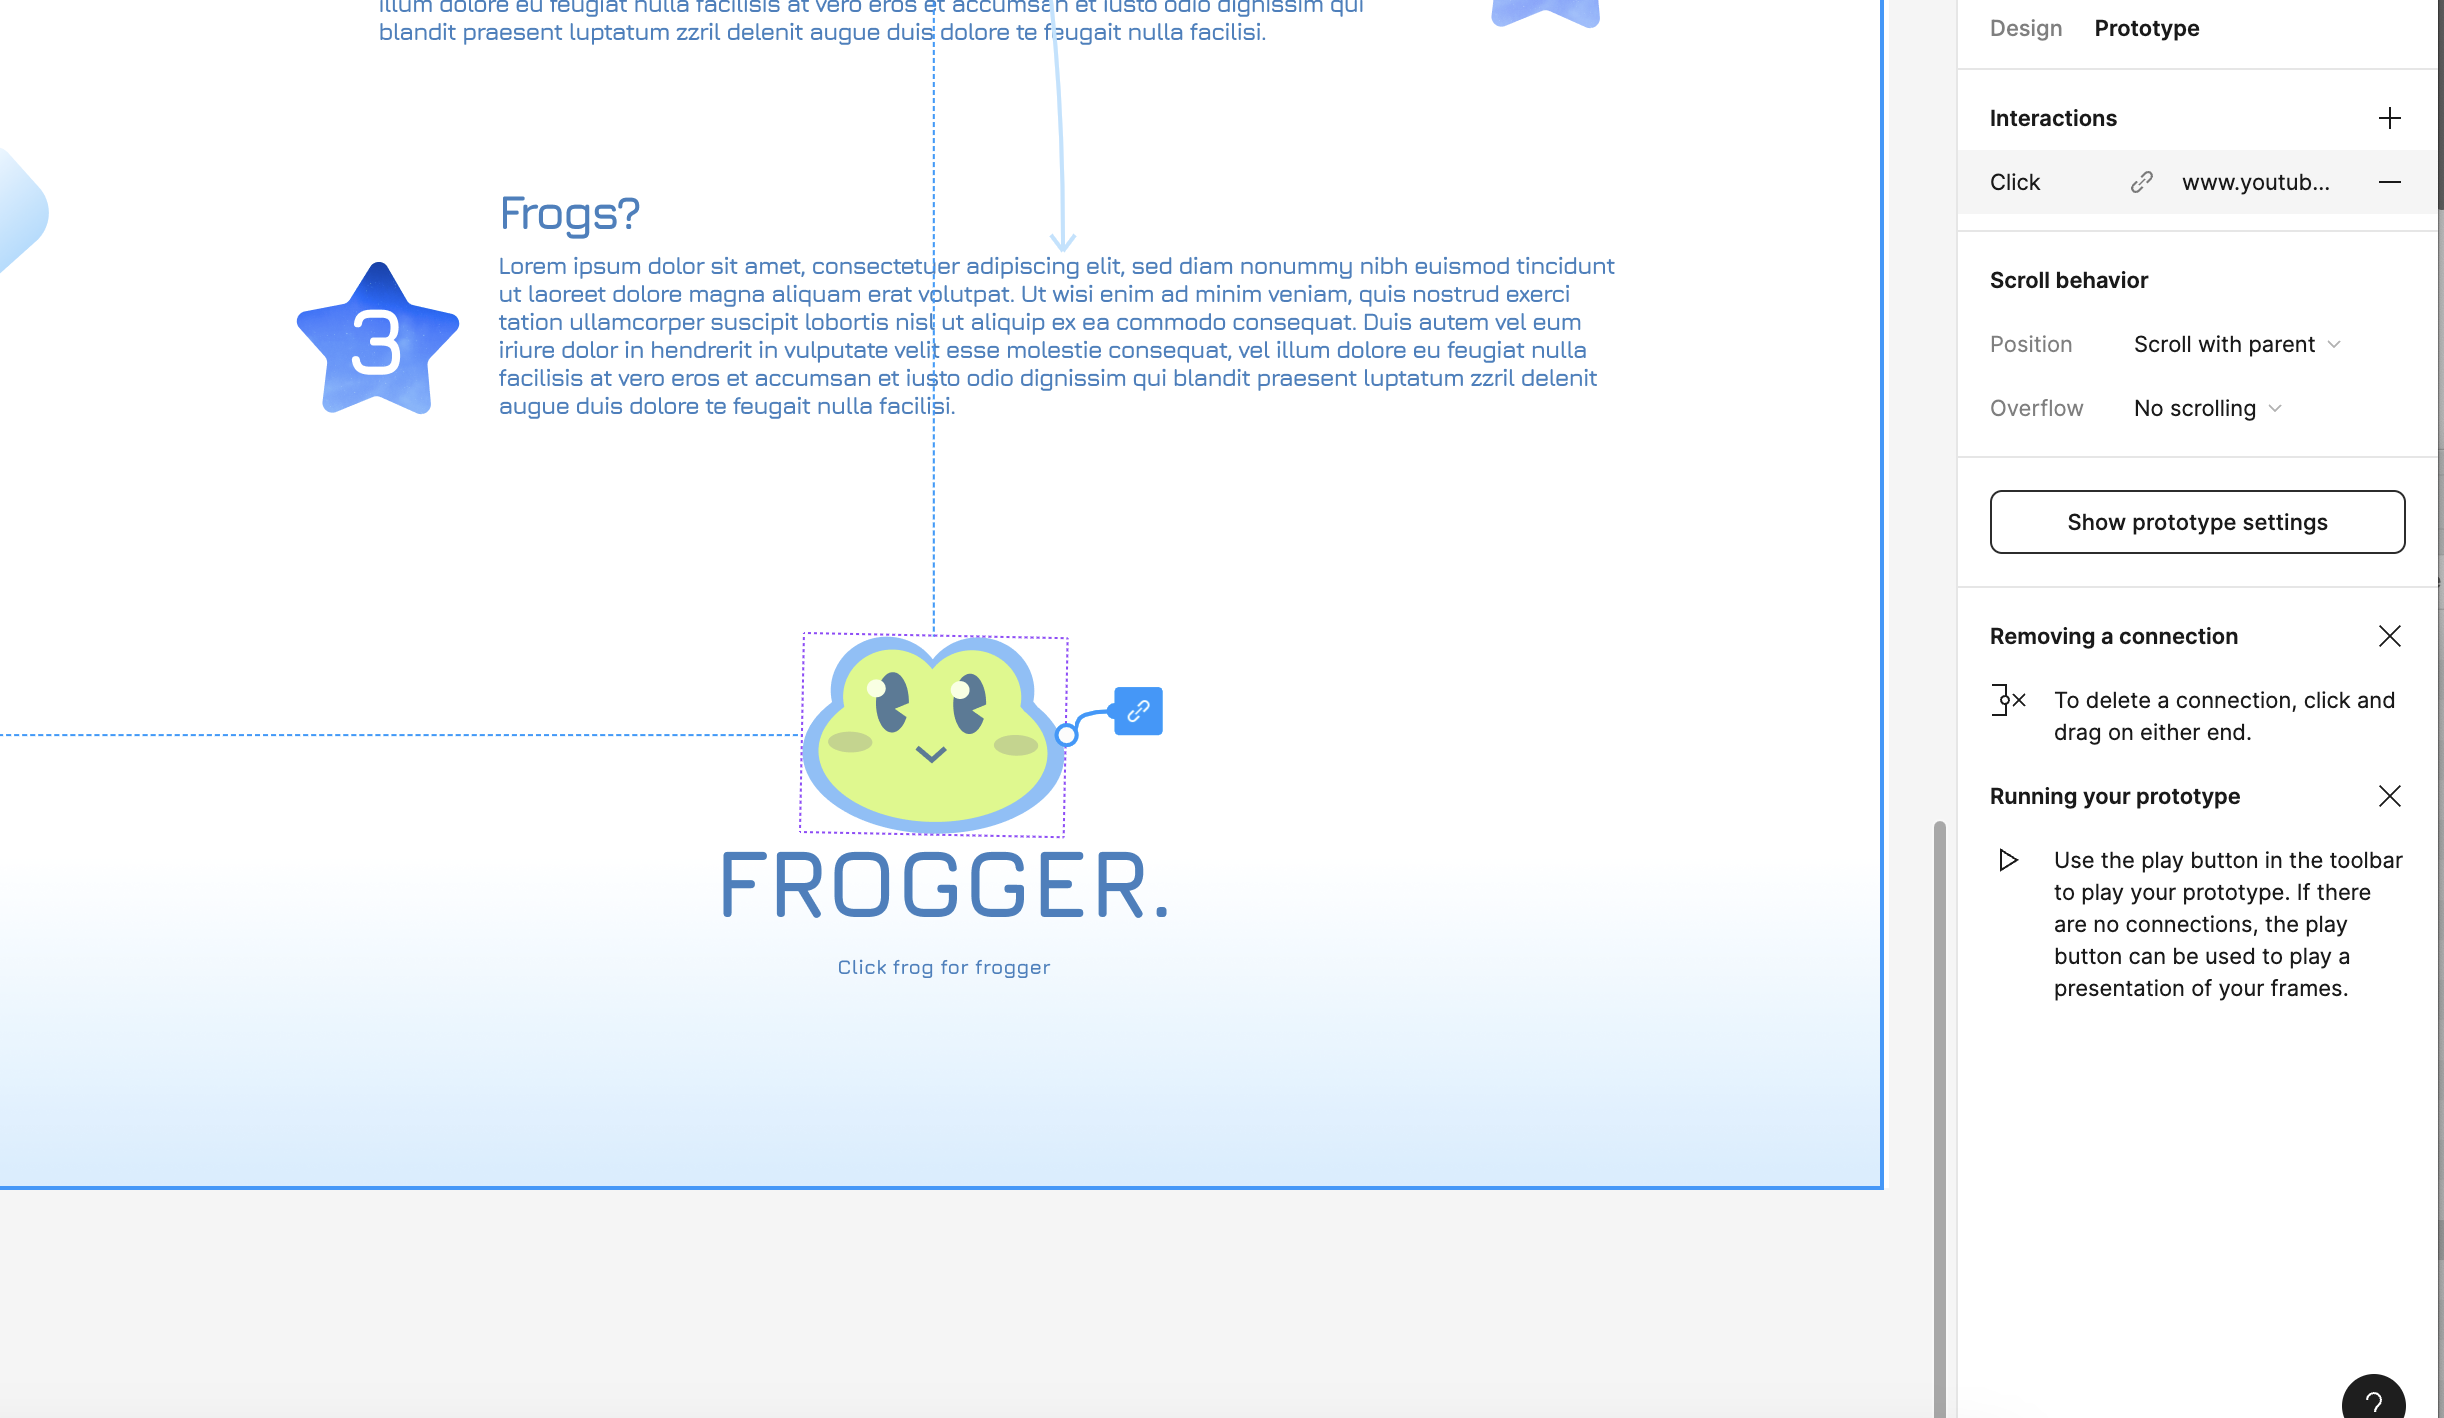 illum dolore eu feugiat nulla facilisis at vero eros et accumsan et iusto odio dignissim qui
blandit praesent luptatum zzril delenit augue duis dolore te feugait nulla facilisi.
Frogs?
3
Lorem ipsum dolor sit amet, consectetuer adipiscing elit, sed diam nonummy nibh euismod tincidunt
ut laoreet dolore magna aliquam erat volutpat. Ut wisi enim ad minim veniam, quis nostrud exerci
tation ullamcorper suscipit lobortis nisl ut aliquip ex ea commodo consequat. Duis autem vel eum
iriure dolor in hendrerit in vulputate velit esse molestie consequat, vel illum dolore eu feugiat nulla
facilisis at vero eros et accumsan et iusto odio dignissim qui blandit praesent luptatum zzril delenit
augue duis dolore te feugait nulla facilisi.
FROGGER.
Click frog for frogger
Design Prototype
Interactions
Click www.youtub...
Scroll behavior
Position Scroll with parent
Overflow No scrolling
Show prototype settings
Removing a connection
To delete a connection, click and
drag on either end.
Running your prototype
Use the play button in the toolbar
to play your prototype. If there
are no connections, the play
button can be used to play a
presentation of your frames.
?